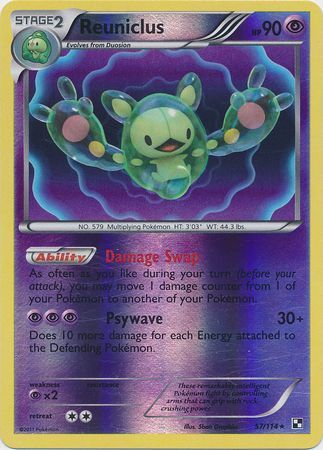 STAGE2
Reuniclus
HP 90
Evolves from Duosion
NO. 579 Multiplying Pokémon HT: 3'03" WT: 44.3 lbs.
Ability Damage Swap
As often as you like during your turn (before your
attack), you may move 1 damage counter from 1 of
your Pokémon to another of your Pokémon.
Psywave 30+
Does 10 more damage for each Energy attached to
the Defending Pokémon.
weakness resistance
×2
retreat
These remarkably intelligent
Pokémon fight by controlling
arms that can grip with rock
crushing power.
©2011 Pokémon
Illus. Shan Graphics
57/114★